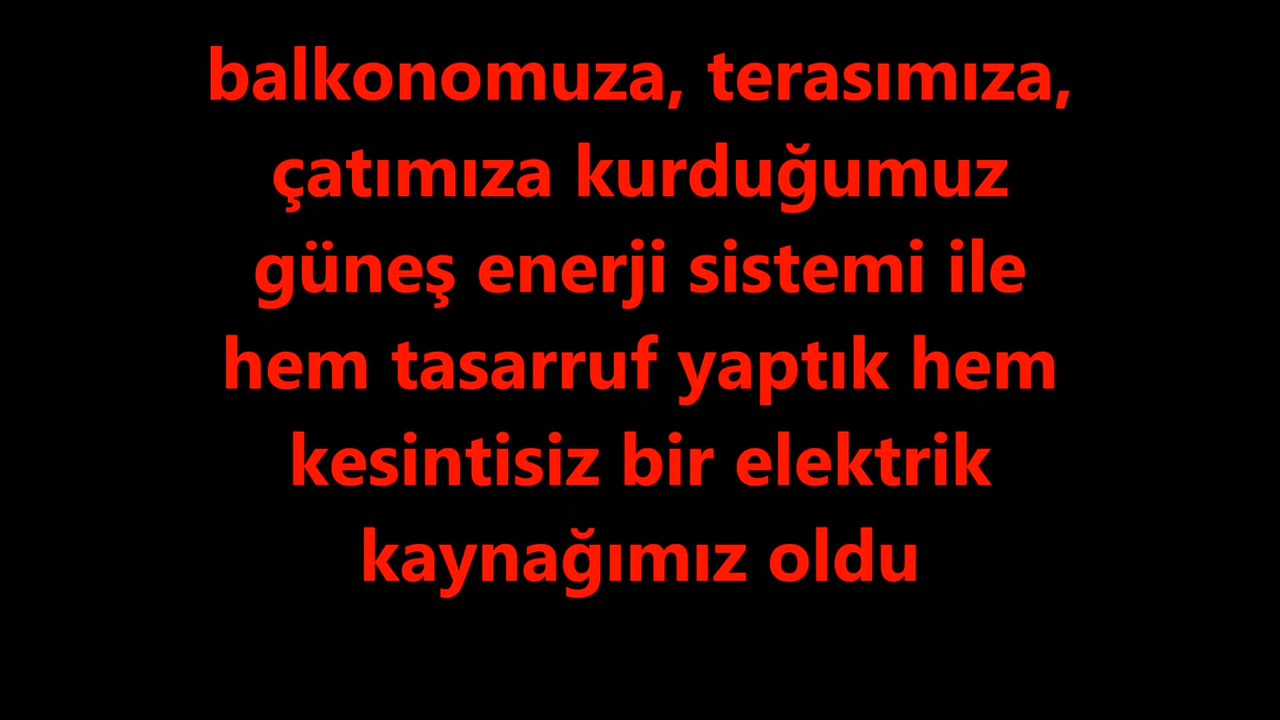 balkonomuza, terasımıza,
çatımıza kurduğumuz
güneş enerji sistemi ile
hem tasarruf yaptık hem
kesintisiz bir elektrik
kaynağımız oldu